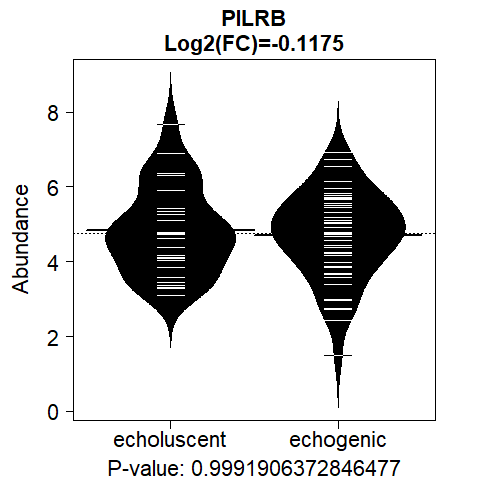 PILRB
Log2(FC)=-0.1175
Abundance
8
6
4
2
0
echoluscent echogenic
P-value: 0.9991906372846477